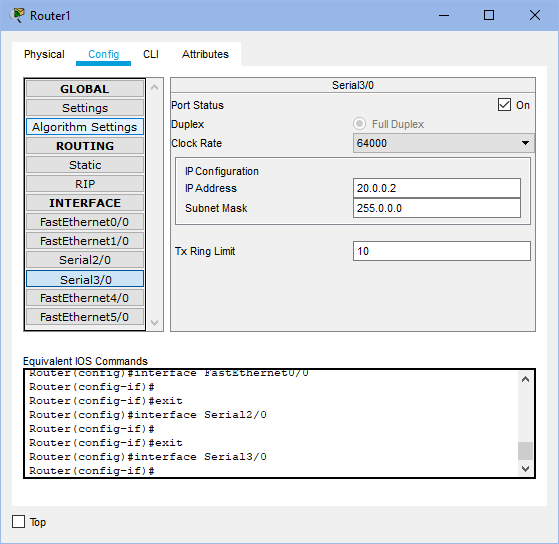 Router1
Physical Config CLI Attributes
GLOBAL
Settings
Algorithm Settings
ROUTING
Static
RIP
INTERFACE
FastEthernet0/0
FastEthernet1/0
Serial2/0
Serial3/0
FastEthernet4/0
FastEthernet5/0
Serial3/0
Port Status On
Duplex Full Duplex
Clock Rate 64000
IP Configuration
IP Address 20.0.0.2
Subnet Mask 255.0.0.0
Tx Ring Limit 10
Equivalent IOS Commands
Router(config)#interface FastEthernet0/0
Router(config-if)#
Router(config-if)#exit
Router(config)#interface Serial2/0
Router(config-if)#
Router(config-if)#exit
Router(config)#interface Serial3/0
Router(config-if)#
Top